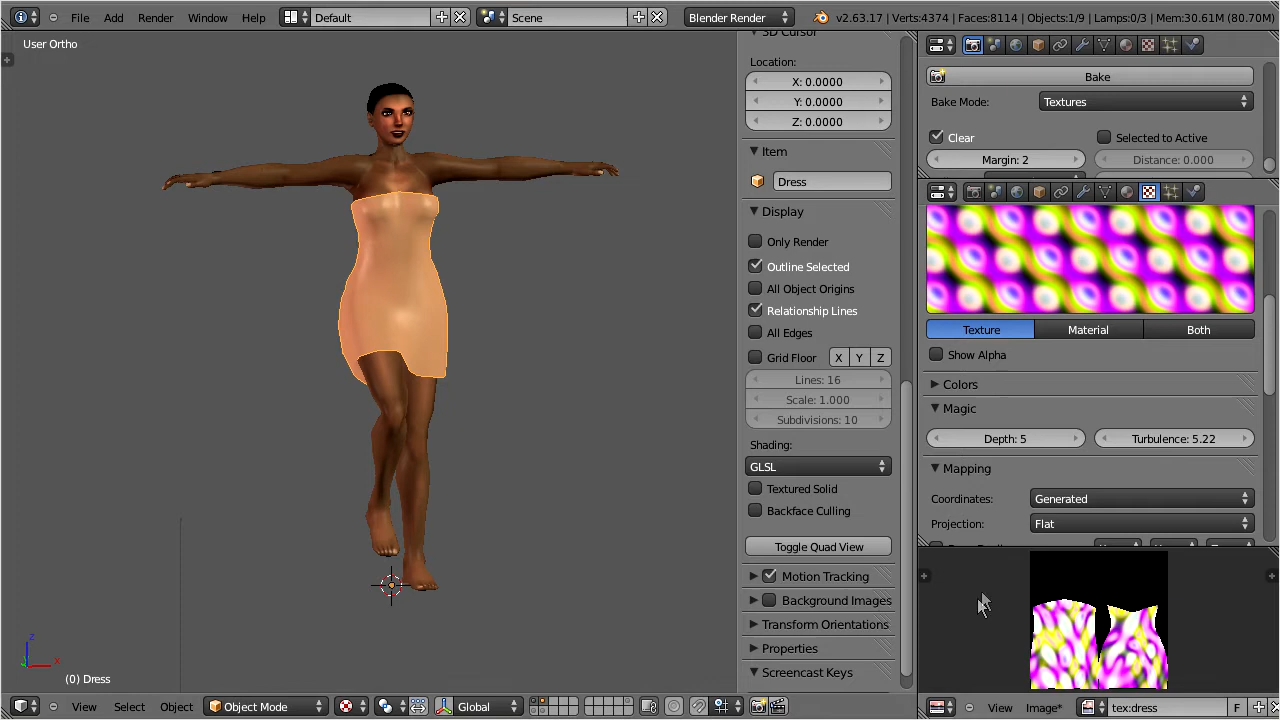 File Add Render Window Help Default Scene Blender Render v2.63.17 | Verts:4374 | Faces:8114 | Objects:1/9 | Lamps:0/3 | Mem:30.61M (80.70M)
User Ortho
3D Cursor
Location:
X: 0.0000
Y: 0.0000
Z: 0.0000
Item
Dress
Display
Only Render
Outline Selected
All Object Origins
Relationship Lines
All Edges
Grid Floor X Y Z
Lines: 16
Scale: 1.000
Subdivisions: 10
Shading:
GLSL
Textured Solid
Backface Culling
Toggle Quad View
Motion Tracking
Background Images
Transform Orientations
Properties
Screencast Keys
Bake
Bake Mode: Textures
Clear Selected to Active
Margin: 2 Distance: 0.000
Texture Material Both
Show Alpha
Colors
Magic
Depth: 5 Turbulence: 5.22
Mapping
Coordinates: Generated
Projection: Flat
z
x
(0) Dress
View Select Object Object Mode Global
View Image* tex:dress F